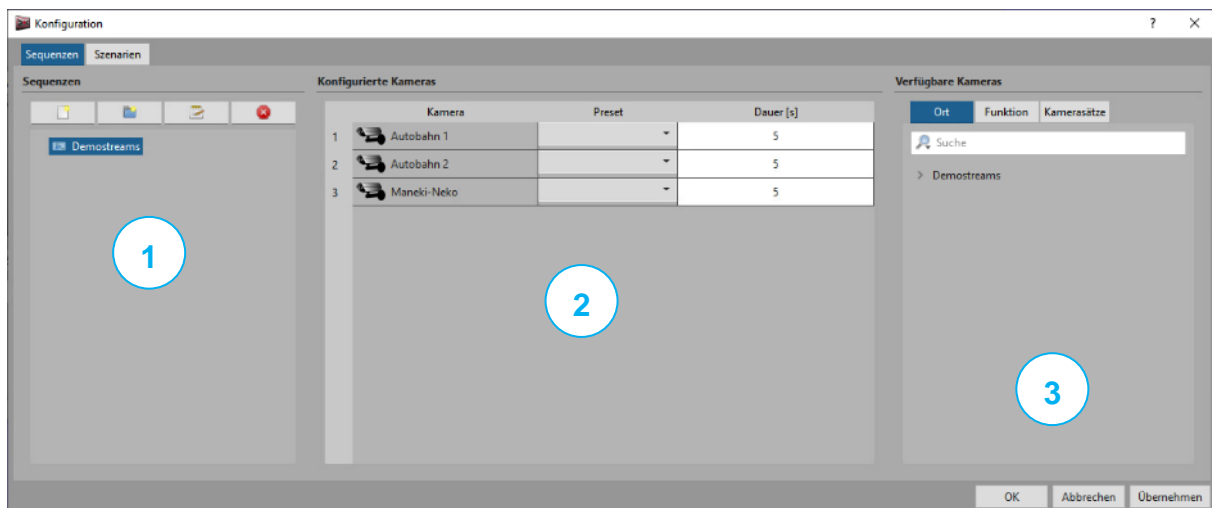 Konfiguration
?
Sequenzen Szenarien
Sequenzen
Demostreams
1
Konfigurierte Kameras
Kamera Preset Dauer [s]
1 Autobahn 1 5
2 Autobahn 2 5
3 Maneki-Neko 5
2
Verfügbare Kameras
Ort Funktion Kamerasätze
Suche
Demostreams
3
OK Abbrechen Übernehmen